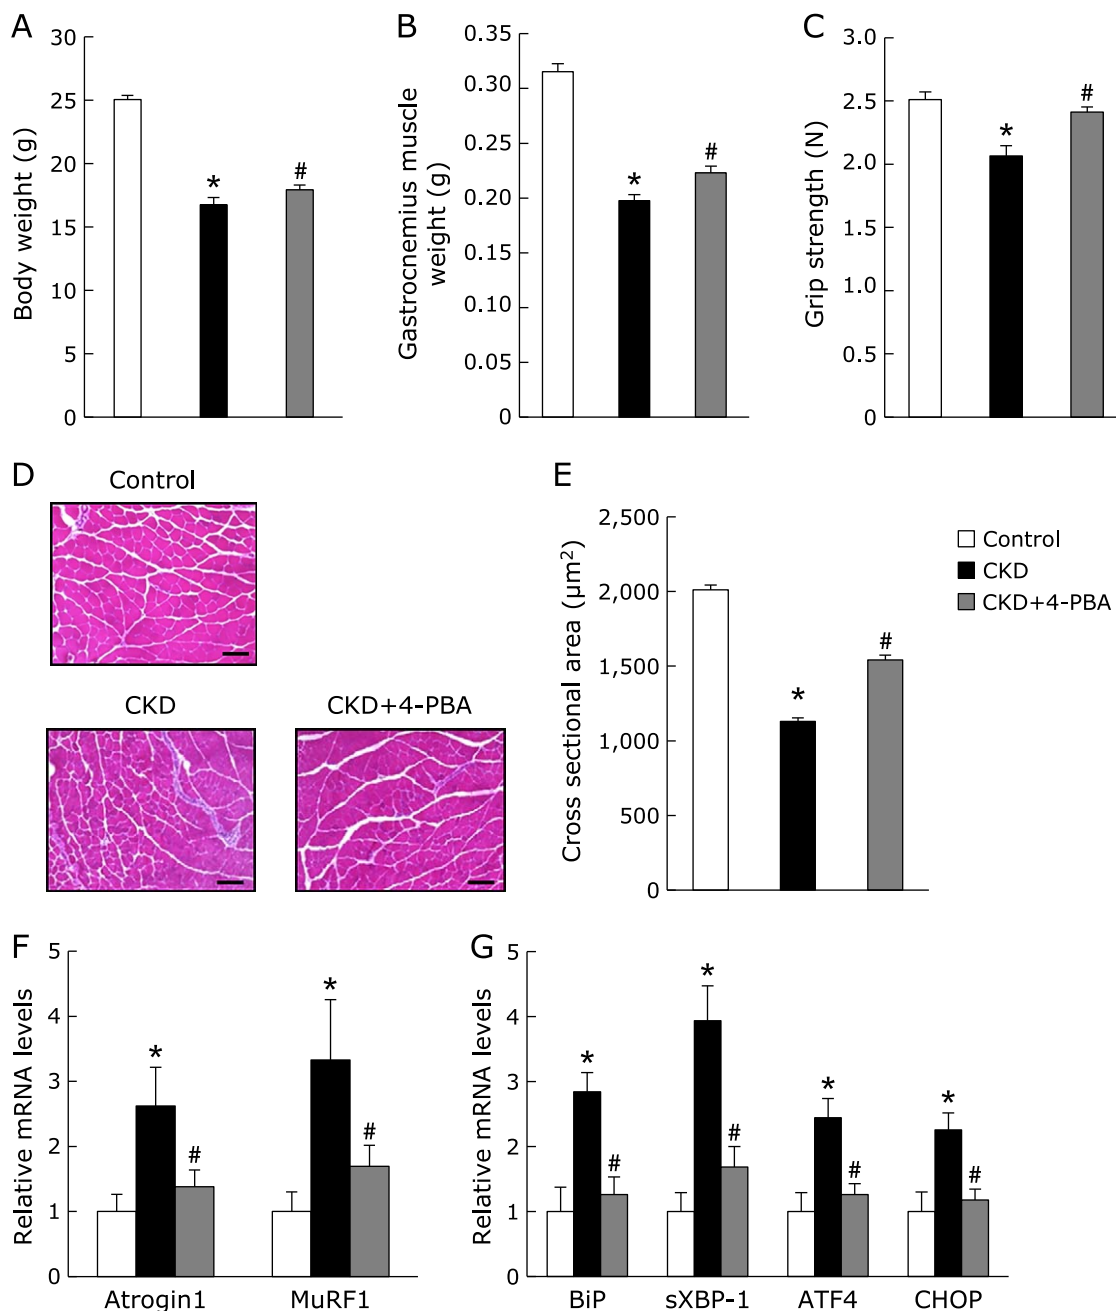 A
Body weight (g)
30
25
20
15
10
5
0
*
#
B
Gastrocnemius muscle
weight (g)
0.35
0.30
0.25
0.20
0.15
0.10
0.05
0
*
#
C
Grip strength (N)
3.0
2.5
2.0
1.5
1.0
0.5
0
*
#
D
Control
CKD
CKD+4-PBA
E
Cross sectional area (µm²)
2,500
2,000
1,500
1,000
500
0
*
#
Control
CKD
CKD+4-PBA
F
Relative mRNA levels
5
4
3
2
1
0
*
#
*
#
Atrogin1
MuRF1
G
Relative mRNA levels
5
4
3
2
1
0
*
#
*
#
*
#
*
#
BiP
sXBP-1
ATF4
CHOP